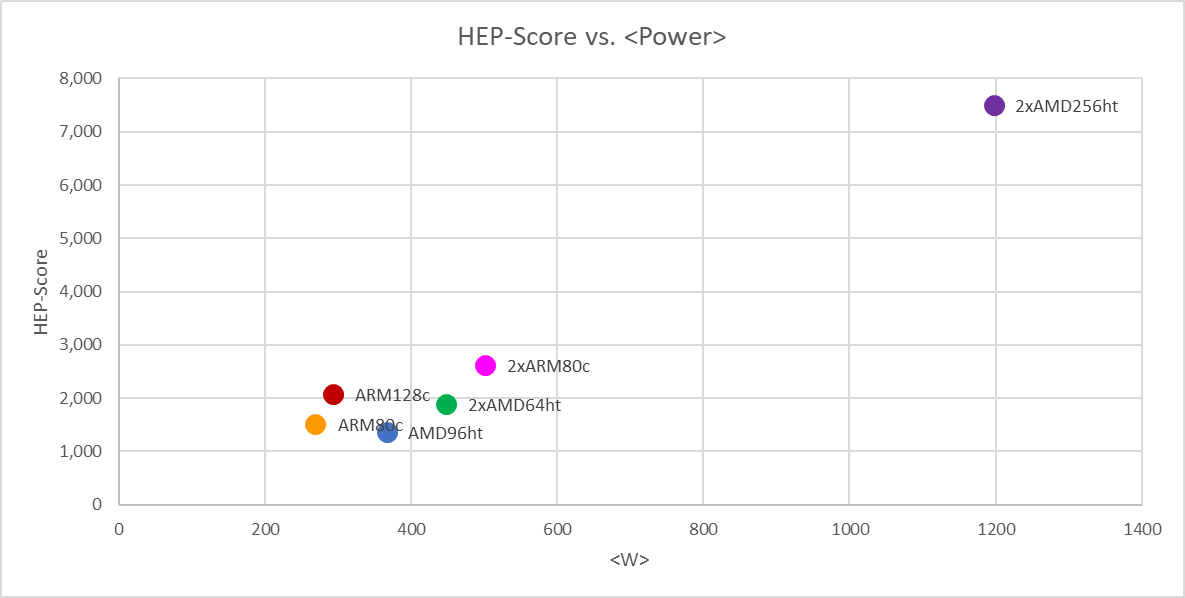 HEP-Score vs. <Power>
8,000
2xAMD256ht
7,000
6,000
5,000
4,000
HEP-Score
3,000
2xARM80c
2,000
ARM128c
2xAMD64ht
ARM80c
AMD96ht
1,000
0
0 200 400 600 800 1000 1200 1400
<W>